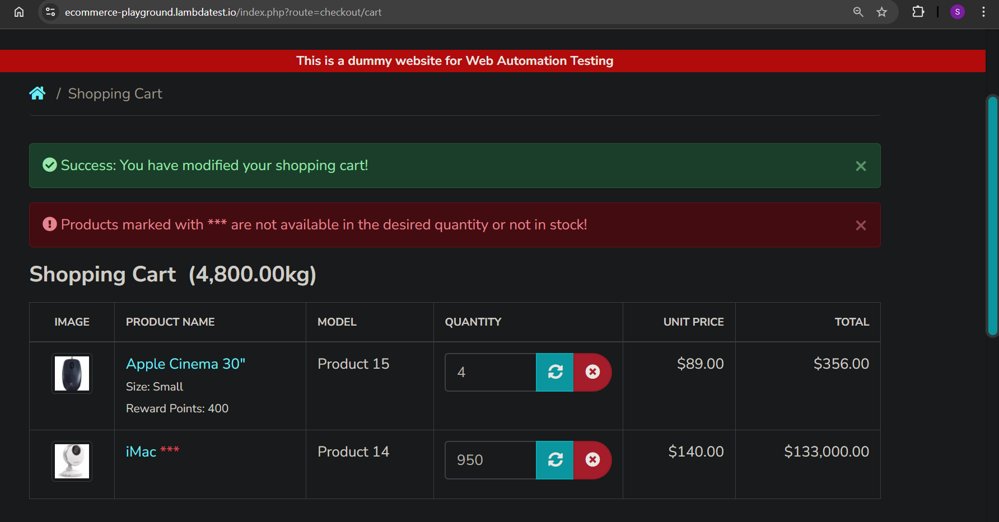 ecommerce-playground.lambdatest.io/index.php?route=checkout/cart
S
This is a dummy website for Web Automation Testing
/ Shopping Cart
Success: You have modified your shopping cart!
×
Products marked with *** are not available in the desired quantity or not in stock!
×
Shopping Cart (4,800.00kg)
IMAGE PRODUCT NAME MODEL QUANTITY UNIT PRICE TOTAL
Apple Cinema 30" Product 15 4 $89.00 $356.00
Size: Small
Reward Points: 400
iMac *** Product 14 950 $140.00 $133,000.00